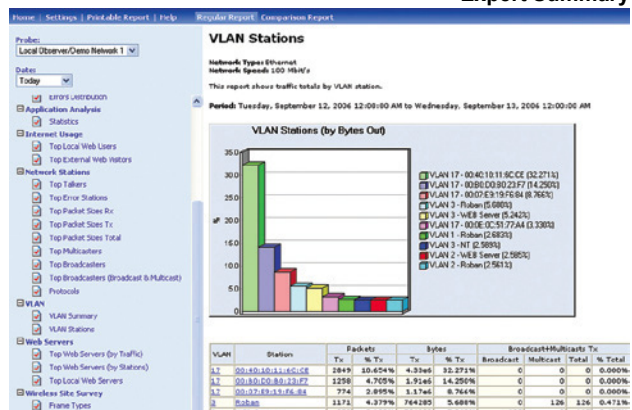 Expert Summary
Home | Settings | Printable Report | Help Regular Report Comparison Report
Probe:
Local Observer/Demo Network 1
Date:
Today
Errors Distribution
Application Analysis
Statistics
Internet Usage
Top Local Web Users
Top External Web Visitors
Network Stations
Top Talkers
Top Error Stations
Top Packet Sizes Rx
Top Packet Sizes Tx
Top Packet Sizes Total
Top Multicasters
Top Broadcasters
Top Broadcasters (Broadcast & Multicast)
Protocols
VLAN
VLAN Summary
VLAN Stations
Web Servers
Top Web Servers (by Traffic)
Top Web Servers (by Stations)
Top Local Web Servers
Wireless Site Survey
Frame Types
VLAN Stations
Network Type: Ethernet
Network Speed: 100 Mbit/s
This report shows traffic totals by VLAN station.
Period: Tuesday, September 12, 2006 12:00:00 AM to Wednesday, September 13, 2006 12:00:00 AM
VLAN Stations (by Bytes Out)
35.0
30.0
25.0
%
20.0
15.0
10.0
5.0
0.0
VLAN 17 - 00:40:10:11:6C:CE (32.271%)
VLAN 17 - 00:B0:D0:B0:23:F7 (14.250%)
VLAN 17 - 00:07:E9:19:F6:84 (8.766%)
VLAN 3 - Roban (5.688%)
VLAN 3 - WEB Server (5.242%)
VLAN 17 - 00:0E:0C:51:77:A4 (3.338%)
VLAN 1 - Roban (2.683%)
VLAN 3 - NT (2.589%)
VLAN 2 - WEB Server (2.585%)
VLAN 2 - Roban (2.561%)
VLAN Station Packets Bytes Broadcast+Multicasts Tx
Tx % Tx Tx % Tx Broadcast Multicast Total % Total
17 00:40:10:11:6C:CE 2849 10.654% 4.33e6 32.271% 0 0 0 0.000%
17 00:B0:D0:B0:23:F7 1258 4.705% 1.91e6 14.250% 0 0 0 0.000%
17 00:07:E9:19:F6:84 774 2.895% 1.17e6 8.766% 0 0 0 0.000%
3 Roban 1171 4.379% 764285 5.688% 0 126 126 0.471%